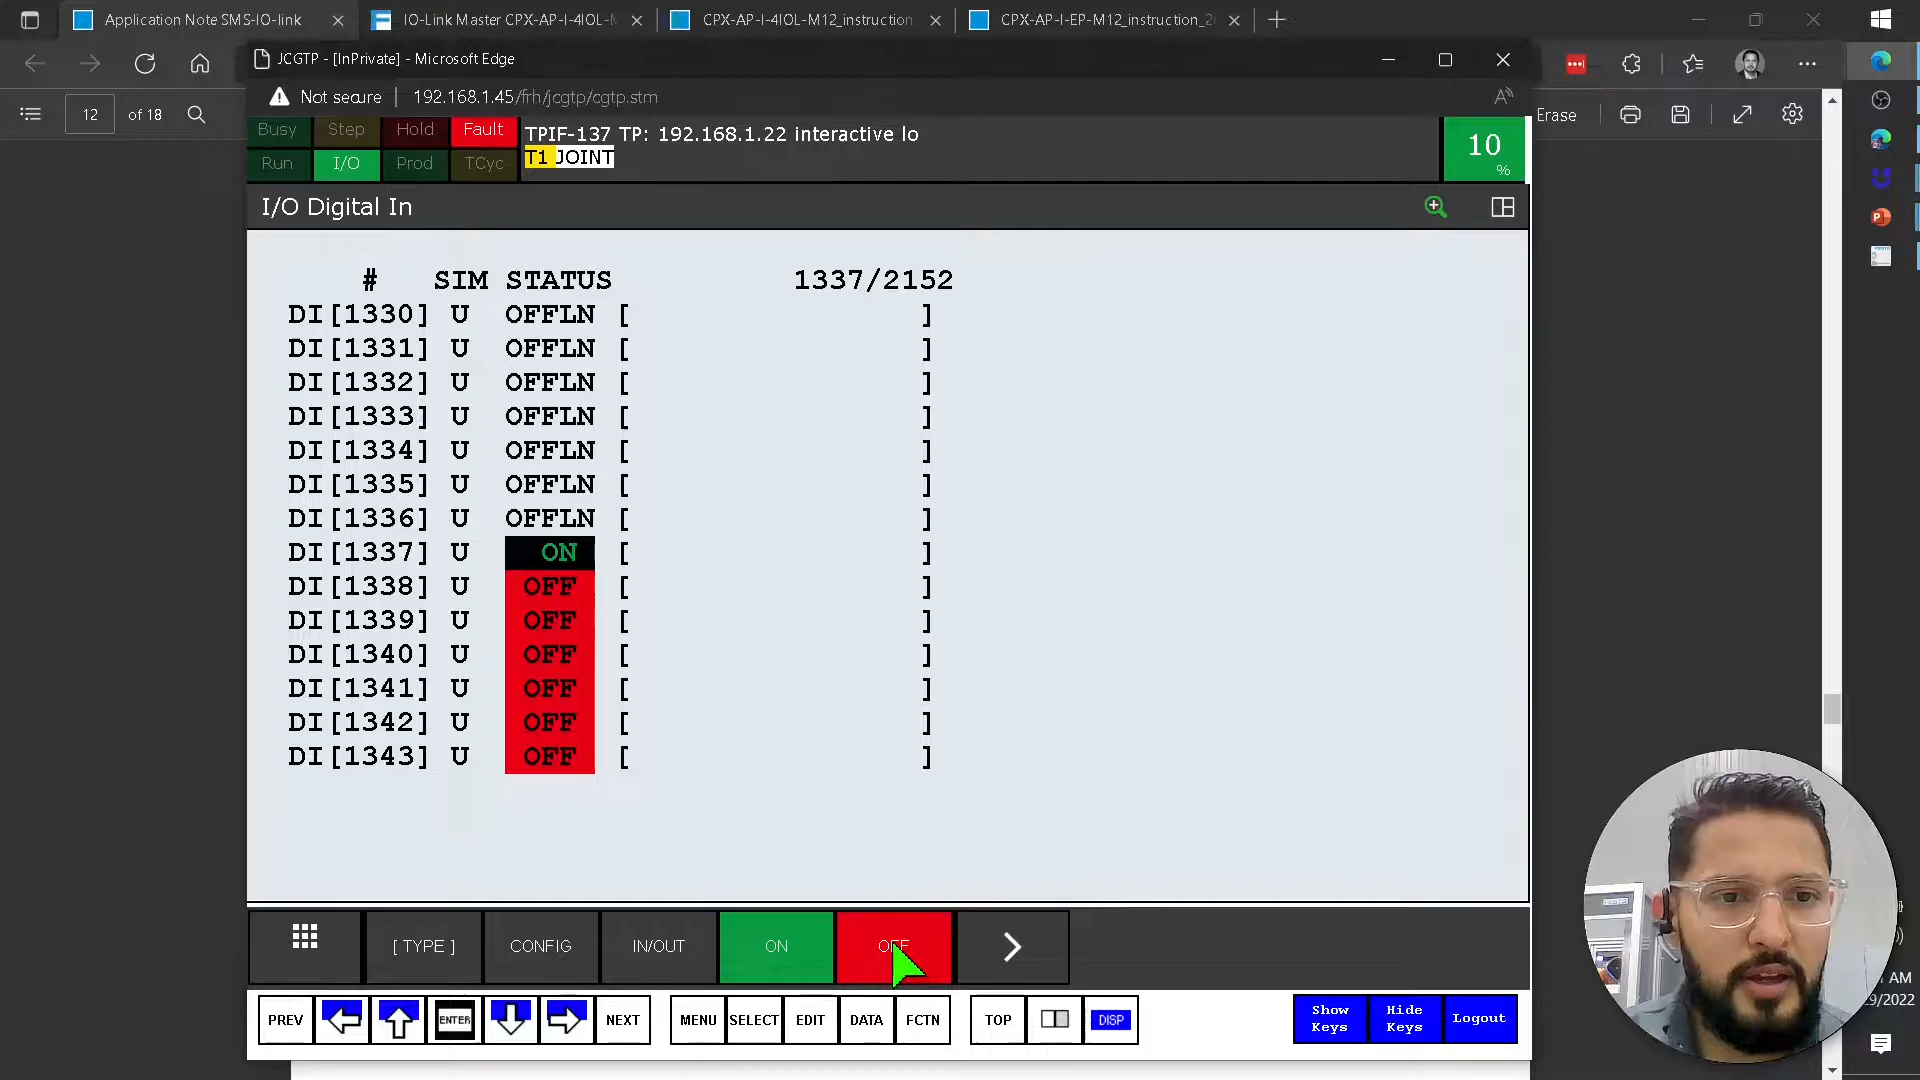 Application Note SMS-IO-link
IO-Link Master CPX-AP-I-4IOL-M
CPX-AP-I-4IOL-M12_instruction
CPX-AP-I-EP-M12_instruction_2
JCGTP - [InPrivate] - Microsoft Edge
Not secure
192.168.1.45/frh/jcgtp/cgtp.stm
12 of 18
Erase
Busy Step Hold Fault
Run I/O Prod TCyc
TPIF-137 TP: 192.168.1.22 interactive lo
T1 JOINT
10
%
I/O Digital In
# SIM STATUS 1337/2152
DI[1330] U OFFLN [ ]
DI[1331] U OFFLN [ ]
DI[1332] U OFFLN [ ]
DI[1333] U OFFLN [ ]
DI[1334] U OFFLN [ ]
DI[1335] U OFFLN [ ]
DI[1336] U OFFLN [ ]
DI[1337] U ON [ ]
DI[1338] U OFF [ ]
DI[1339] U OFF [ ]
DI[1340] U OFF [ ]
DI[1341] U OFF [ ]
DI[1342] U OFF [ ]
DI[1343] U OFF [ ]
[ TYPE ] CONFIG IN/OUT ON OFF
PREV ENTER NEXT MENU SELECT EDIT DATA FCTN TOP DISP
Show Keys
Hide Keys
Logout
AM
9/2022